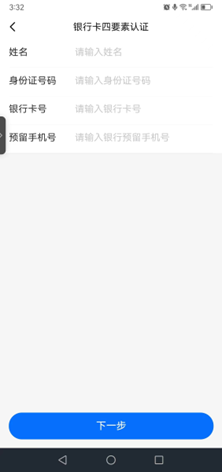 3:32
银行卡四要素认证
姓名 请输入姓名
身份证号码 请输入身份证号码
银行卡号 请输入银行卡号
预留手机号 请输入银行预留手机号
下一步